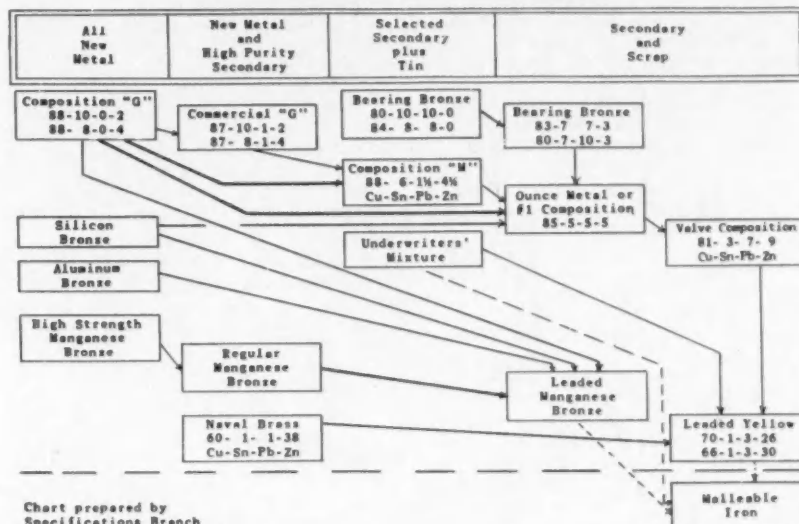 All
New
Metal
New Metal
and
High Purity
Secondary
Selected
Secondary
plus
Tin
Secondary
and
Scrap
Composition "G"
88-10-0-2
88- 8-0-4
Commercial "G"
87-10-1-2
87- 8-1-4
Bearing Bronze
80-10-10-0
84- 8- 8-0
Bearing Bronze
83-7 7-3
80-7-10-3
Composition "M"
88- 6-1½-4½
Cu-Sn-Pb-Zn
Ounce Metal or
#1 Composition
85-5-5-5
Silicon
Bronze
Underwriters'
Mixture
Valve Composition
81- 3- 7- 9
Cu-Sn-Pb-Zn
Aluminum
Bronze
High Strength
Manganese
Bronze
Regular
Manganese
Bronze
Leaded
Manganese
Bronze
Naval Brass
60- 1- 1-38
Cu-Sn-Pb-Zn
Leaded Yellow
70-1-3-26
66-1-3-30
Malleable
Iron
Chart prepared by
Specifications Branch